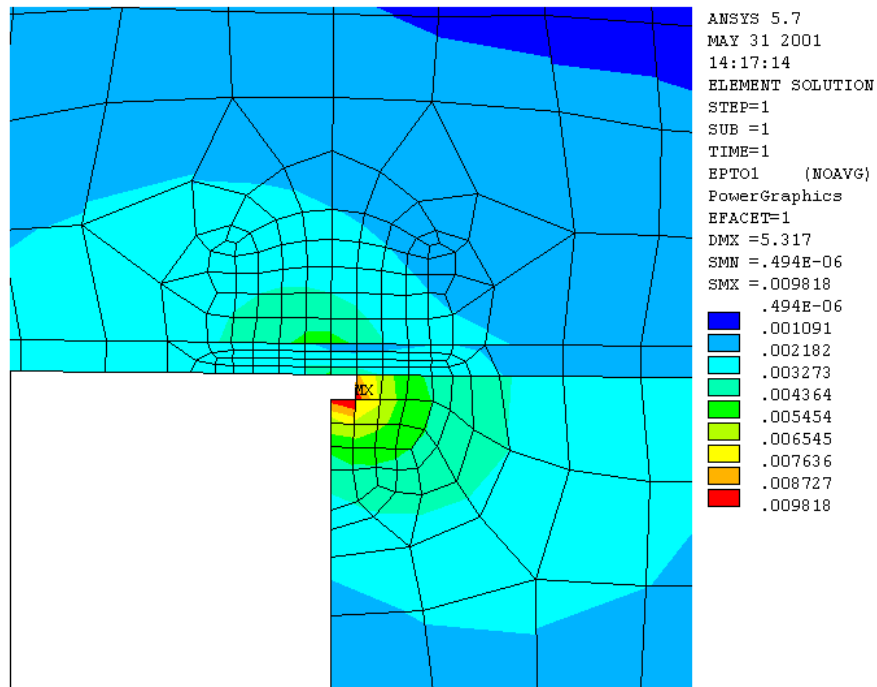 ANSYS 5.7
MAY 31 2001
14:17:14
ELEMENT SOLUTION
STEP=1
SUB =1
TIME=1
EPTO1 (NOAVG)
PowerGraphics
EFACET=1
DMX =5.317
SMN =.494E-06
SMX =.009818
.494E-06
.001091
.002182
.003273
.004364
.005454
.006545
.007636
.008727
.009818
MX